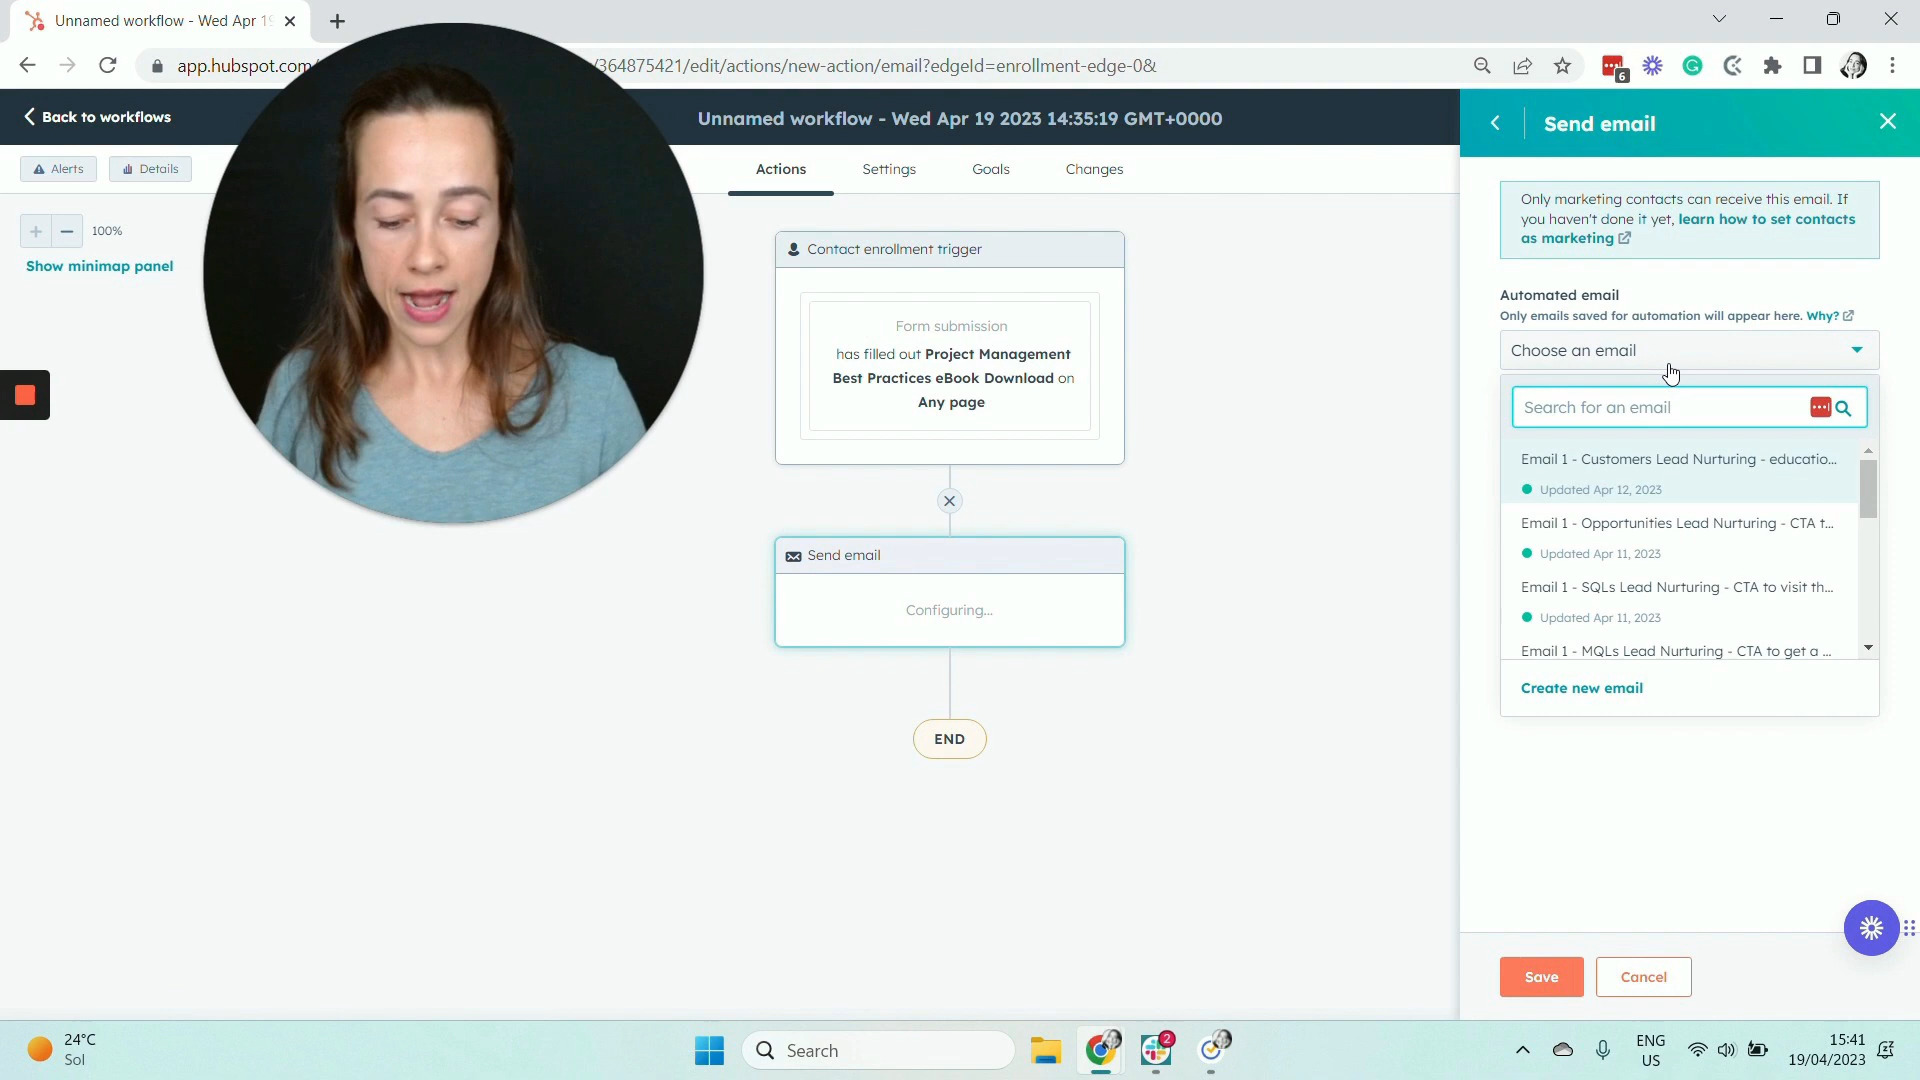 Unnamed workflow - Wed Apr 19
app.hubspot.com/
/364875421/edit/actions/new-action/email?edgeId=enrollment-edge-0&
6
Back to workflows
Unnamed workflow - Wed Apr 19 2023 14:35:19 GMT+0000
Send email
Alerts
Details
Actions
Settings
Goals
Changes
100%
Show minimap panel
Only marketing contacts can receive this email. If
you haven't done it yet, learn how to set contacts
as marketing
Contact enrollment trigger
Form submission
has filled out Project Management
Best Practices eBook Download on
Any page
Automated email
Only emails saved for automation will appear here. Why?
Choose an email
Search for an email
Email 1 - Customers Lead Nurturing - educatio...
Updated Apr 12, 2023
Email 1 - Opportunities Lead Nurturing - CTA t...
Updated Apr 11, 2023
Email 1 - SQLs Lead Nurturing - CTA to visit th...
Updated Apr 11, 2023
Email 1 - MQLs Lead Nurturing - CTA to get a ...
Create new email
Send email
Configuring...
END
Save
Cancel
24°C
Sol
Search
2
ENG
US
15:41
19/04/2023